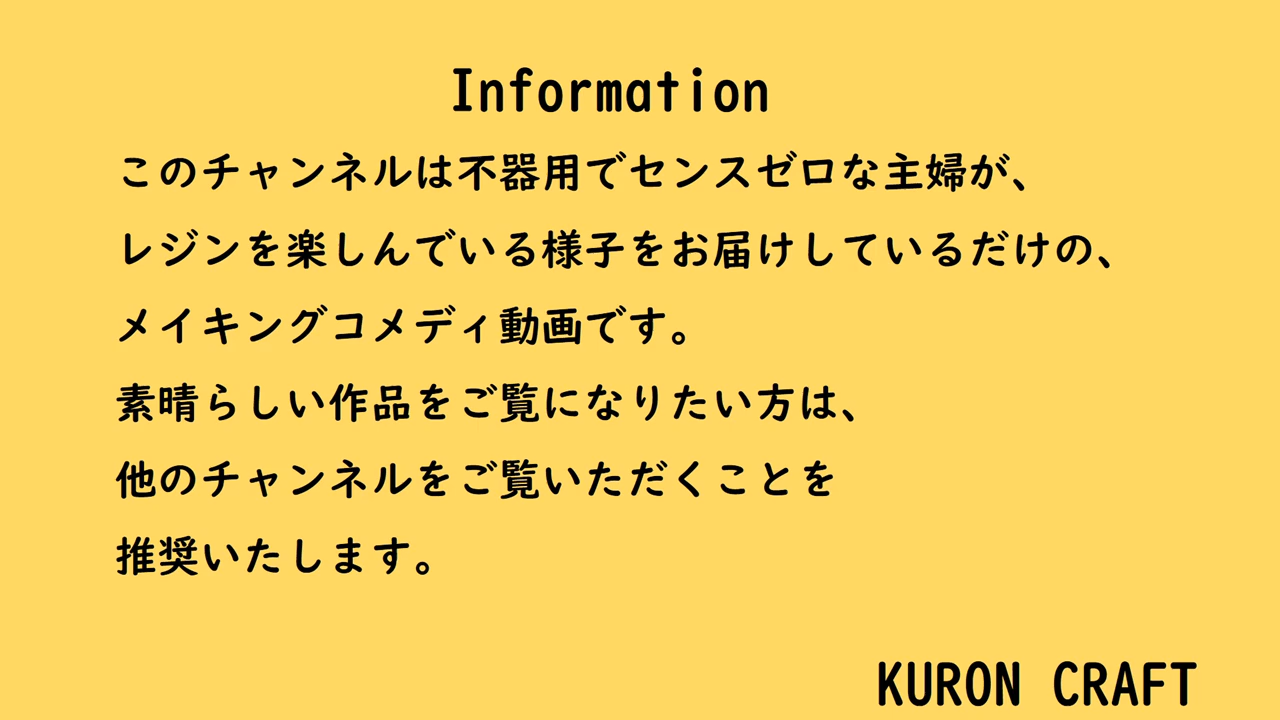 Information
このチャンネルは不器用でセンスゼロな主婦が、
レジンを楽しんでいる様子をお届けしているだけの、
メイキングコメディ動画です。
素晴らしい作品をご覧になりたい方は、
他のチャンネルをご覧いただくことを
推奨いたします。
KURON CRAFT